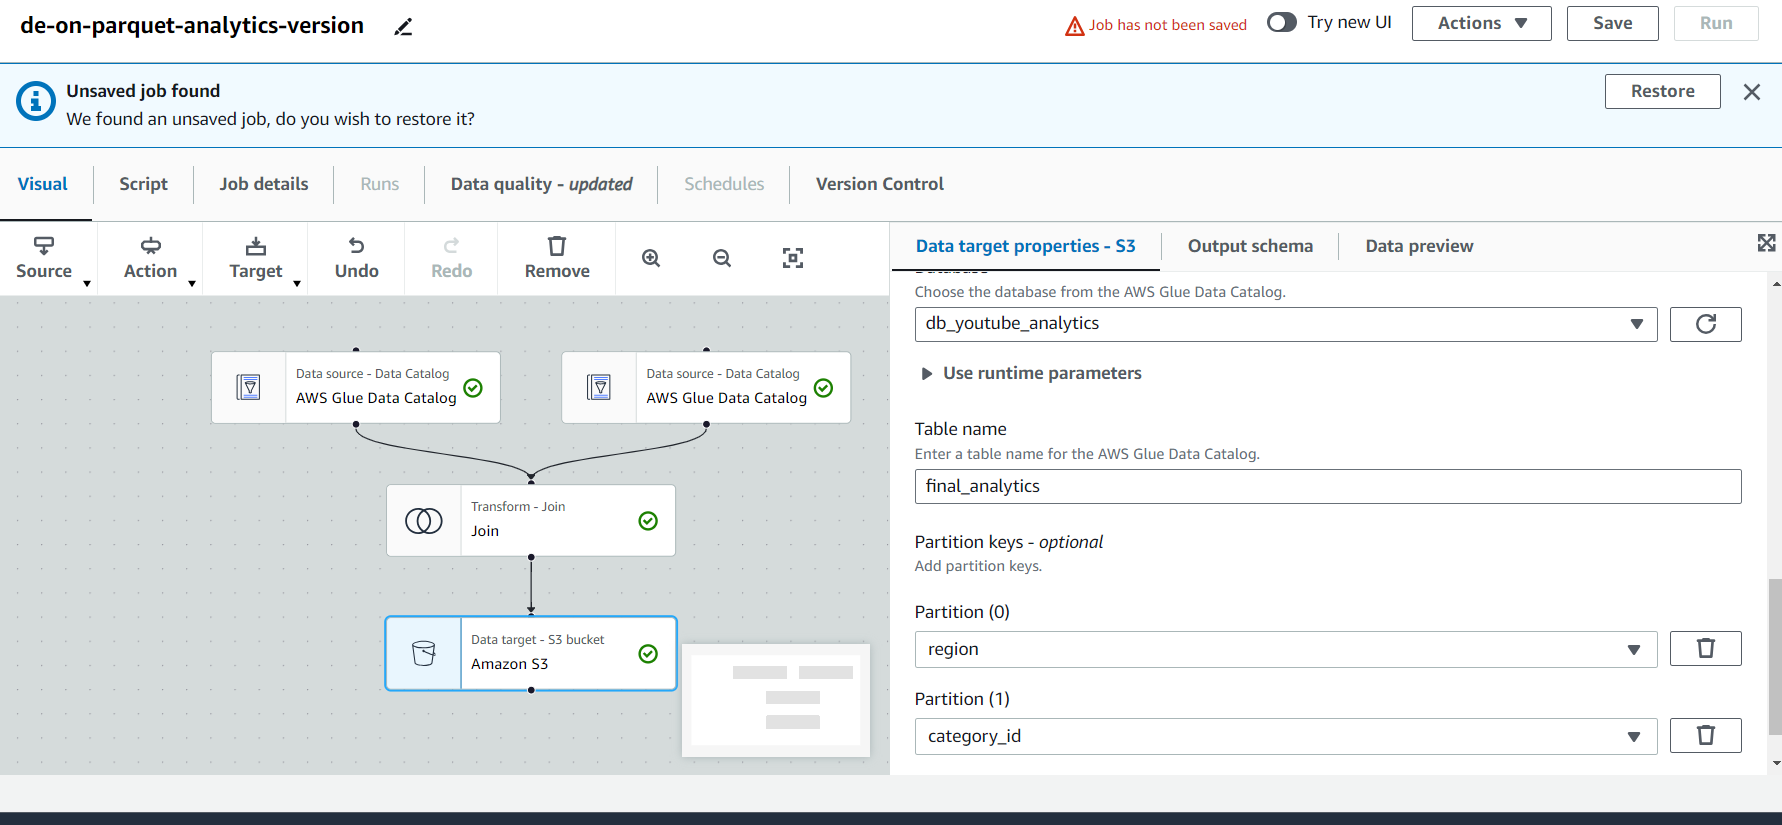 de-on-parquet-analytics-version
Job has not been saved
Try new UI
Actions
Save
Run
Unsaved job found
We found an unsaved job, do you wish to restore it?
Restore
Visual
Script
Job details
Runs
Data quality - updated
Schedules
Version Control
Source
Action
Target
Undo
Redo
Remove
Data source - Data Catalog
AWS Glue Data Catalog
Data source - Data Catalog
AWS Glue Data Catalog
Transform - Join
Join
Data target - S3 bucket
Amazon S3
Data target properties - S3
Output schema
Data preview
Database
Choose the database from the AWS Glue Data Catalog.
db_youtube_analytics
Use runtime parameters
Table name
Enter a table name for the AWS Glue Data Catalog.
final_analytics
Partition keys - optional
Add partition keys.
Partition (0)
region
Partition (1)
category_id